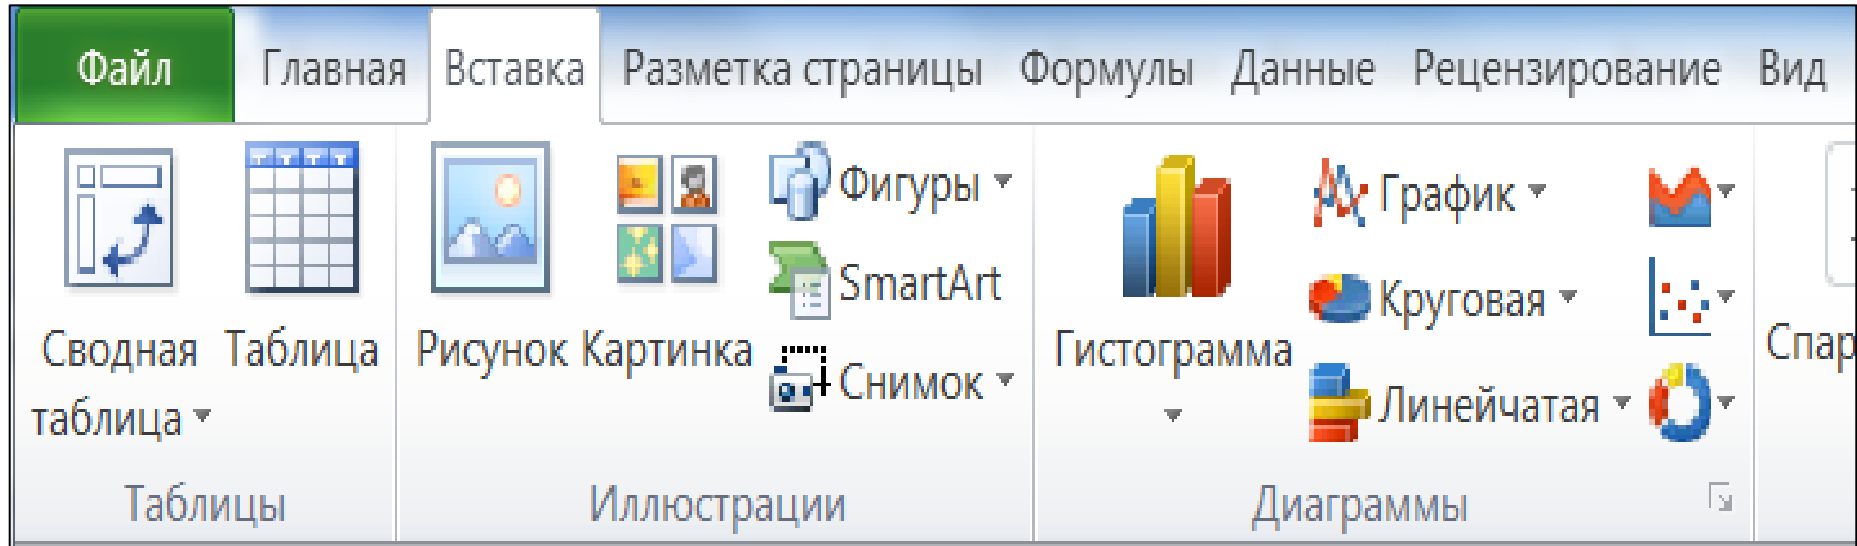 Файл Главная Вставка Разметка страницы Формулы Данные Рецензирование Вид
Сводная таблица
Таблица
Таблицы
Рисунок
Картинка
Фигуры
SmartArt
Снимок
Иллюстрации
Гистограмма
График
Круговая
Линейчатая
Диаграммы
Спар